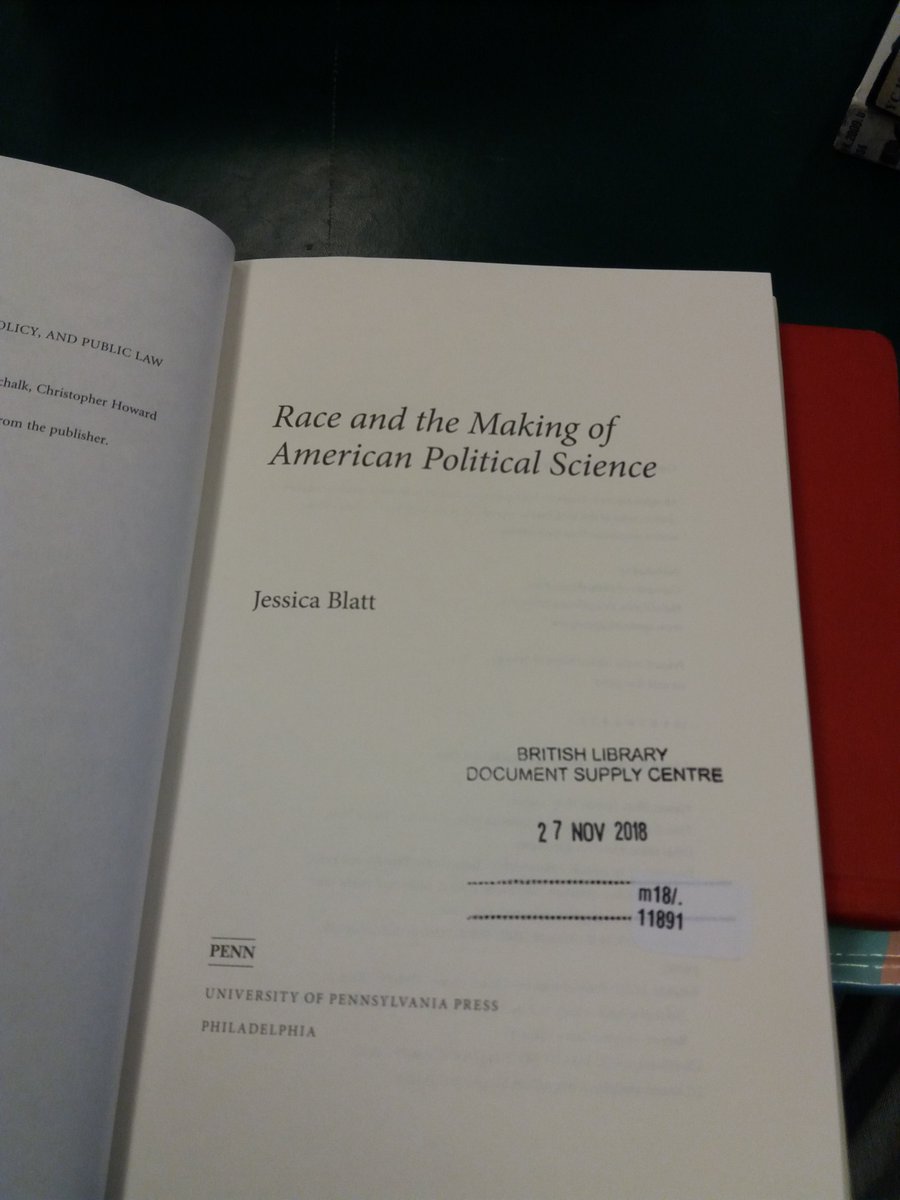 OLICY, AND PUBLIC LAW
chalk, Christopher Howard
rom the publisher.
Race and the Making of
American Political Science
Jessica Blatt
BRITISH LIBRARY
DOCUMENT SUPPLY CENTRE
27 NOV 2018
m18/.
11891
PENN
UNIVERSITY OF PENNSYLVANIA PRESS
PHILADELPHIA